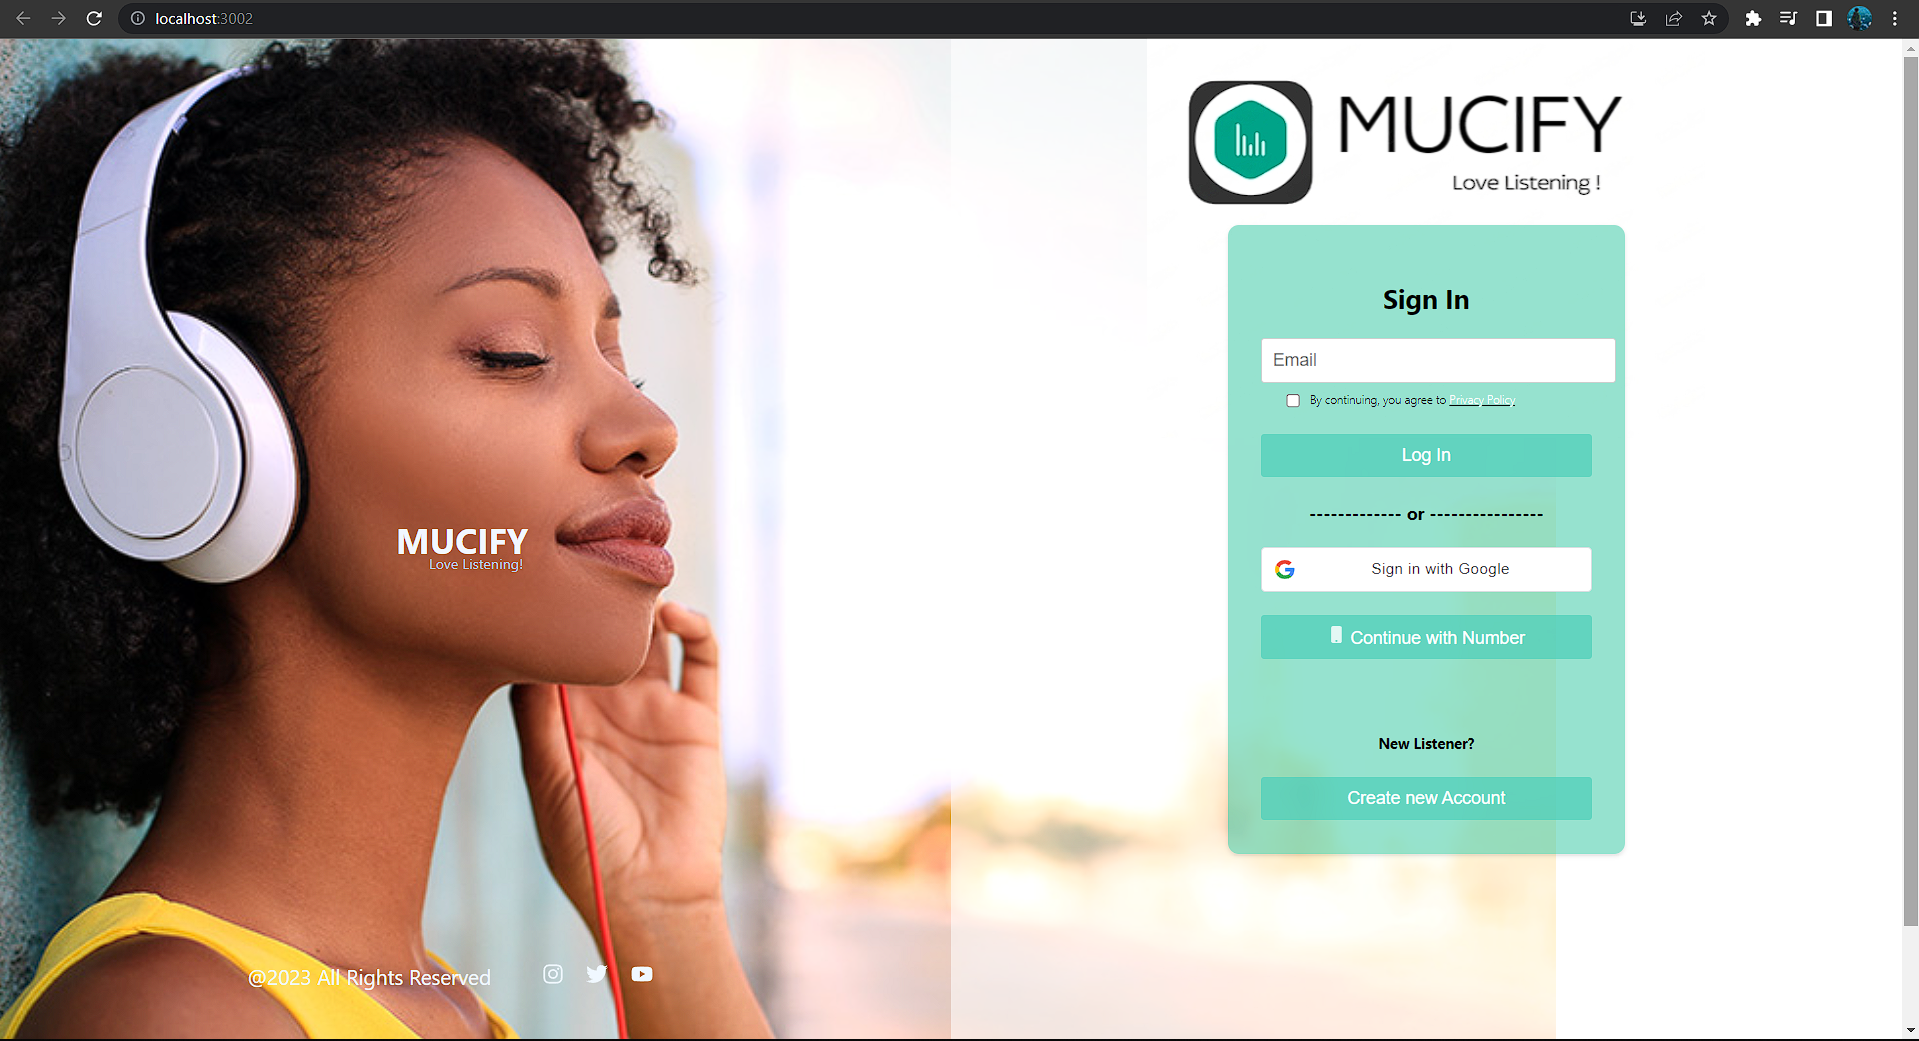 localhost:3002
MUCIFY
Love Listening !
Sign In
Email
By continuing, you agree to Privacy Policy
Log In
------------- or ----------------
Sign in with Google
Continue with Number
New Listener?
Create new Account
MUCIFY
Love Listening!
@2023 All Rights Reserved